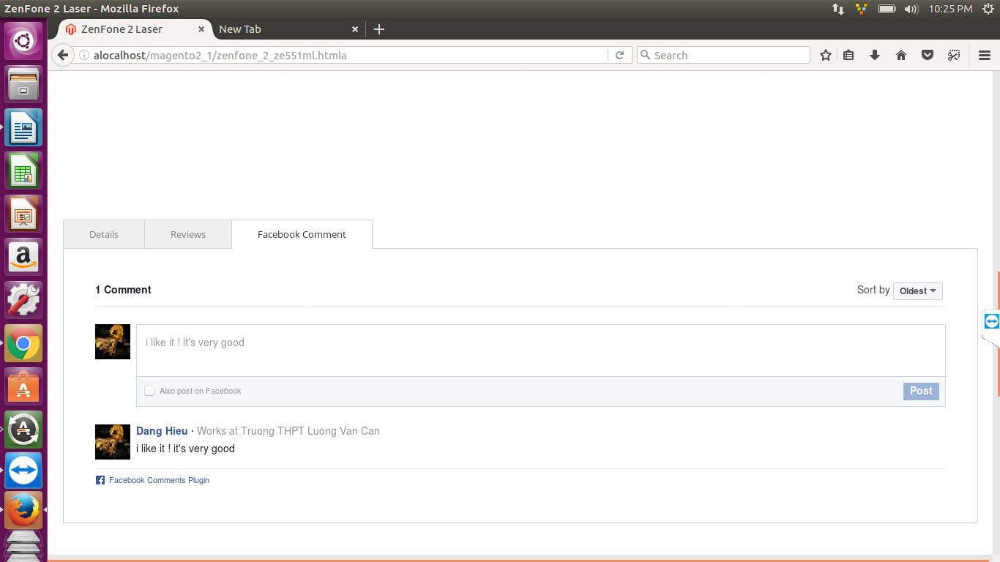 ZenFone 2 Laser - Mozilla Firefox
10:25 PM
ZenFone 2 Laser
New Tab
alocalhost/magento2_1/zenfone_2_ze551ml.htmla
Search
Details
Reviews
Facebook Comment
1 Comment
Sort by Oldest
i like it ! it's very good
Also post on Facebook
Post
Dang Hieu · Works at Truong THPT Luong Van Can
i like it ! it's very good
Facebook Comments Plugin